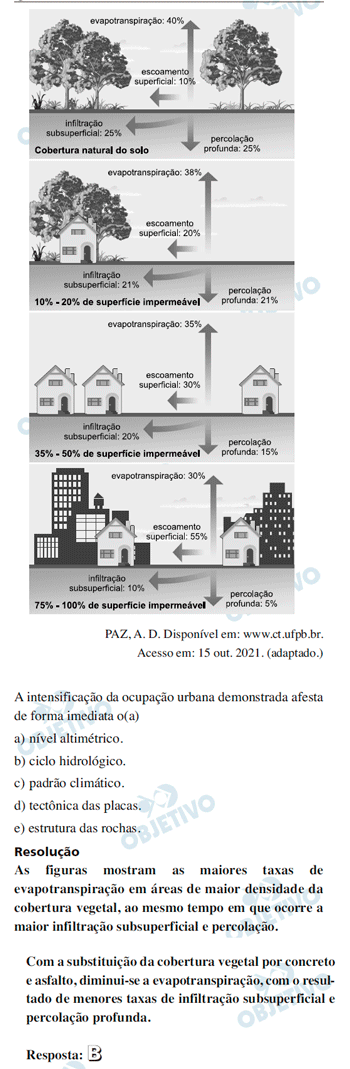 evapotranspiração: 40%
escoamento
superficial: 10%
infiltração
subsuperficial: 25%
percolação
profunda: 25%
Cobertura natural do solo
evapotranspiração: 38%
escoamento
superficial: 20%
infiltração
subsuperficial: 21%
percolação
profunda: 21%
10% - 20% de superfície impermeável
evapotranspiração: 35%
escoamento
superficial: 30%
infiltração
subsuperficial: 20%
percolação
profunda: 15%
35% - 50% de superfície impermeável
evapotranspiração: 30%
escoamento
superficial: 55%
infiltração
subsuperficial: 10%
percolação
profunda: 5%
75% - 100% de superfície impermeável
PAZ, A. D. Disponível em: www.ct.ufpb.br.
Acesso em: 15 out. 2021. (adaptado.)
A intensificação da ocupação urbana demonstrada afesta
de forma imediata o(a)
a) nível altimétrico.
b) ciclo hidrológico.
c) padrão climático.
d) tectônica das placas.
e) estrutura das rochas.
OBJETIVO
Resolução
As figuras mostram as maiores taxas de
evapotranspiração em áreas de maior densidade da
cobertura vegetal, ao mesmo tempo em que ocorre a
maior infiltração subsuperficial e percolação.
Com a substituição da cobertura vegetal por concreto
e asfalto, diminui-se a evapotranspiração, com o resul-
tado de menores taxas de infiltração subsuperficial e
percolação profunda.
Resposta: B